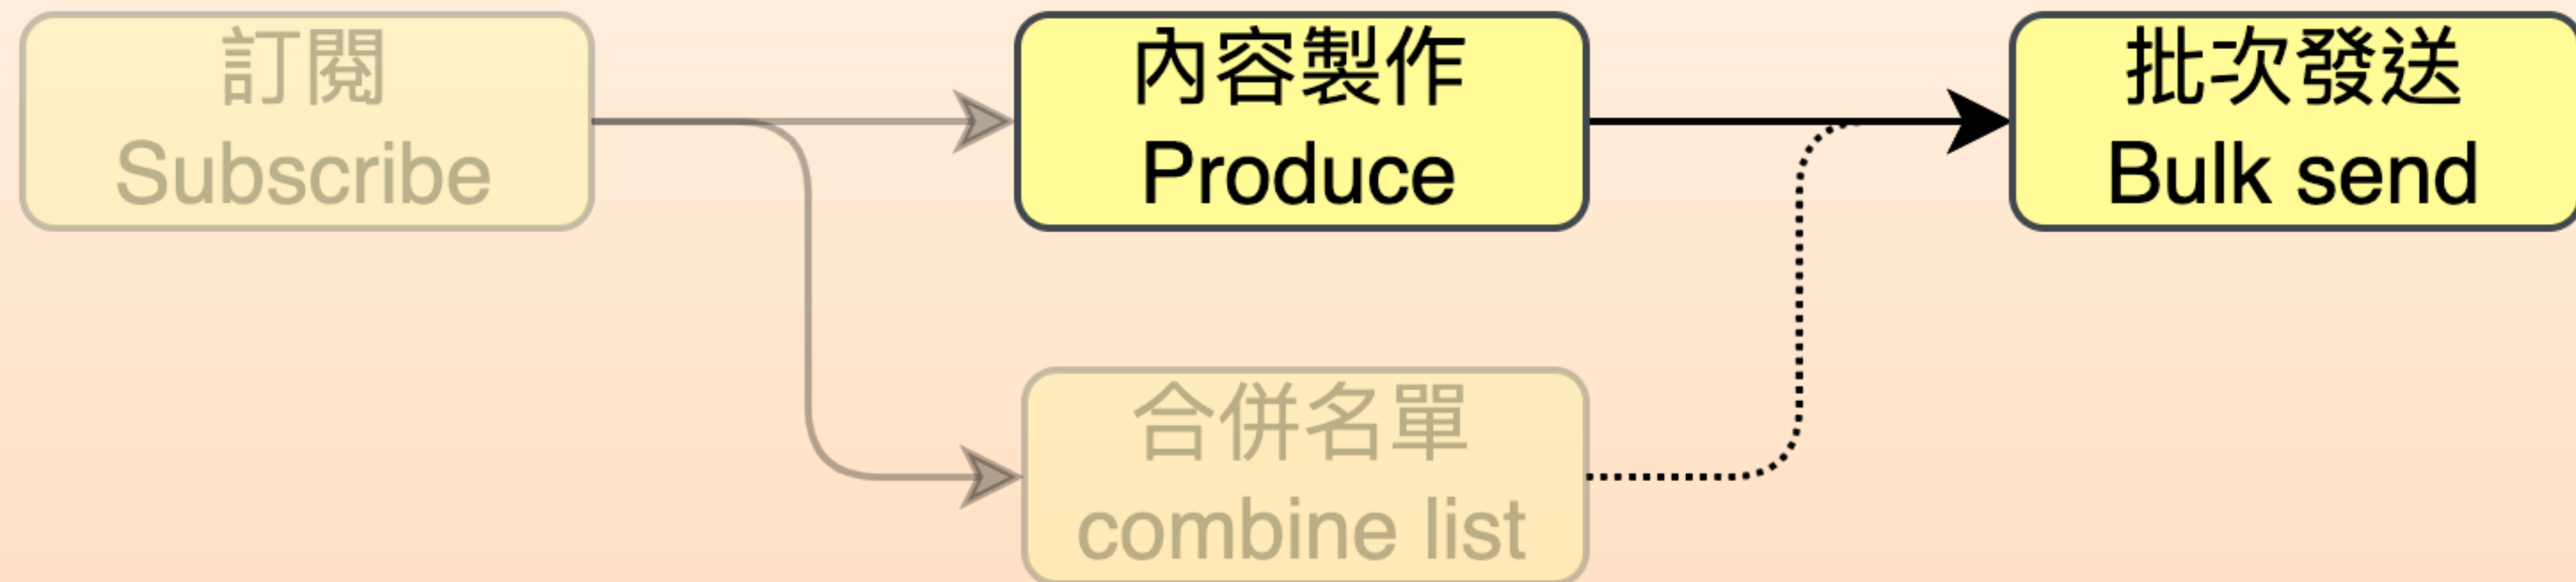 訂閱
Subscribe
內容製作
Produce
批次發送
Bulk send
合併名單
combine list